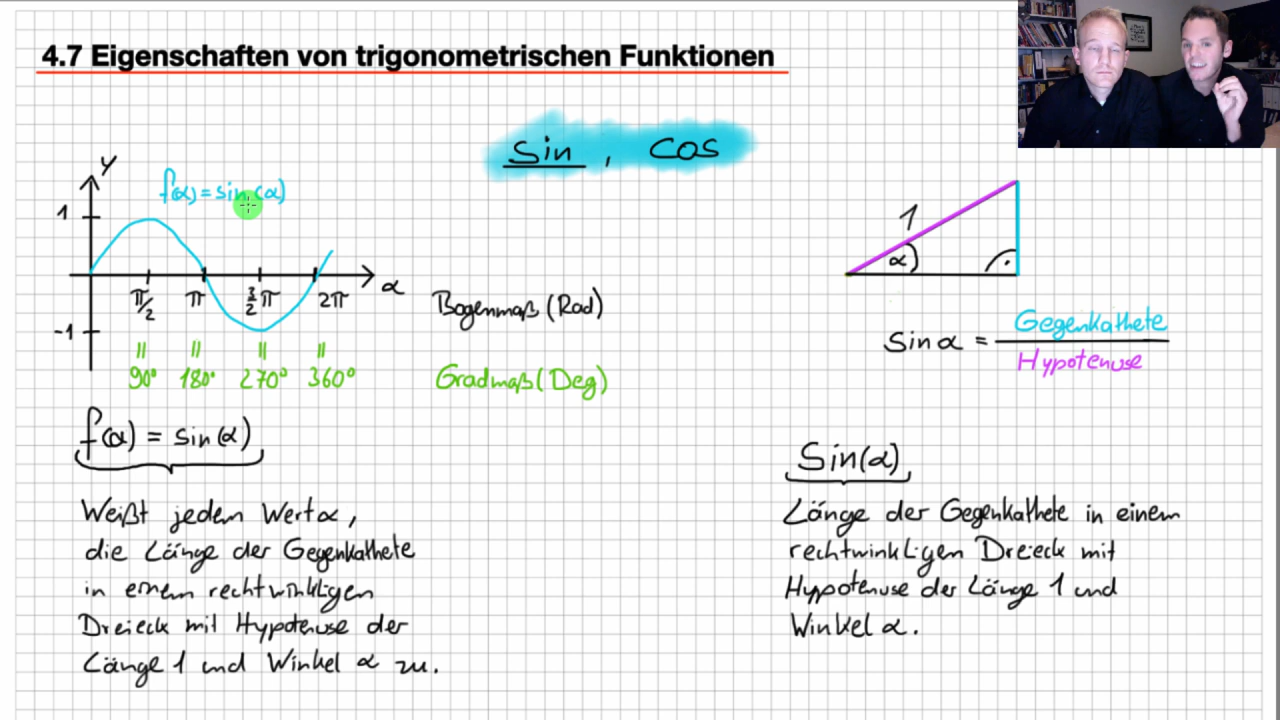 4.7 Eigenschaften von trigonometrischen Funktionen
sin , cos
y
f(α)=sin(α)
1
-1
π/2 π 3/2 π 2π α
Bogenmaß (Rad)
= = = =
90° 180° 270° 360°
Gradmaß (Deg)
f(α) = sin(α)
Weißt jedem Wert α,
die Länge der Gegenkathete
in einem rechtwinkligen
Dreieck mit Hypotenuse der
Länge 1 und Winkel α zu.
1
α
Sin α = Gegenkathete
Hypotenuse
Sin(α)
Länge der Gegenkathete in einem
rechtwinkligen Dreieck mit
Hypotenuse der Länge 1 und
Winkel α.